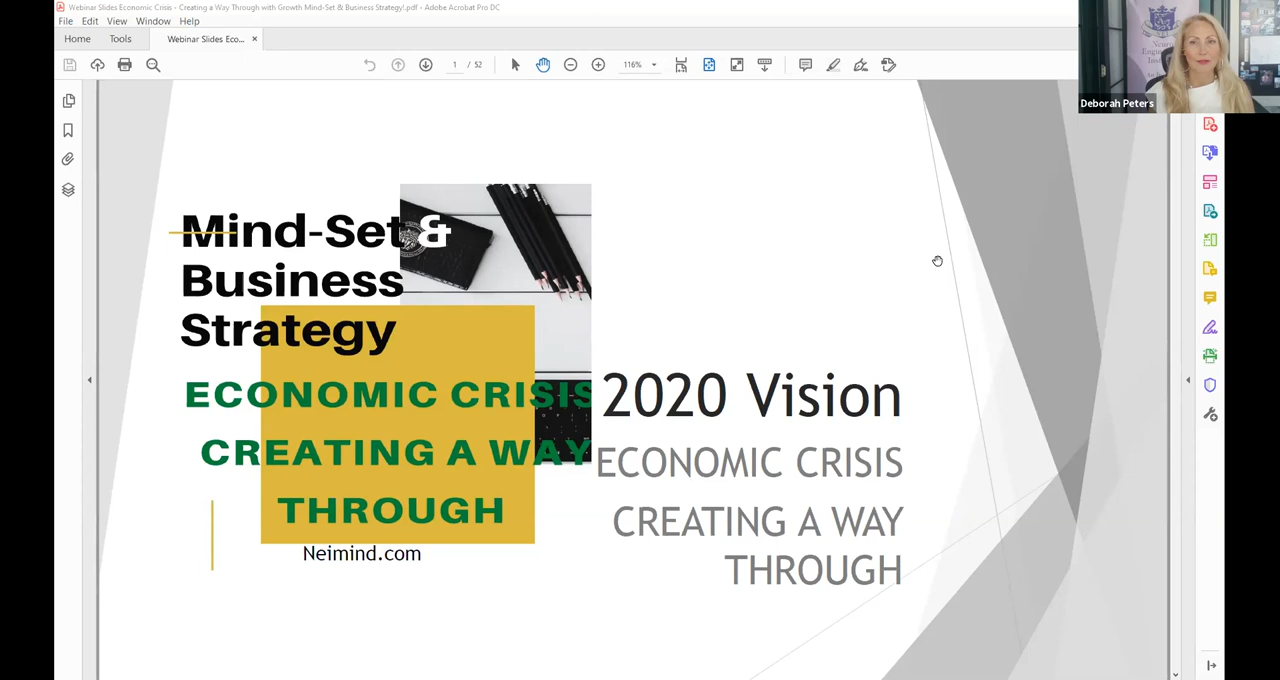 Webinar Slides Economic Crisis - Creating a Way Through with Growth Mind-Set & Business Strategy!.pdf - Adobe Acrobat Pro DC
File Edit View Window Help
Home Tools Webinar Slides Eco... ×
1 / 52 116%
Deborah Peters
Mind-Set &
Business
Strategy
ECONOMIC CRISIS
CREATING A WAY
THROUGH
Neimind.com
2020 Vision
ECONOMIC CRISIS
CREATING A WAY
THROUGH